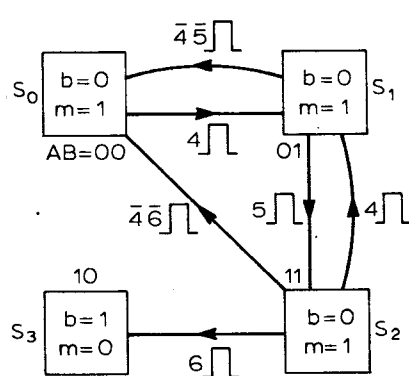 4̅ 5̅
S₀
b=0
m=1
AB=00
4
b=0
m=1
S₁
01
4̅ 6̅
5
4
10
11
S₃
b=1
m=0
6
b=0
m=1
S₂